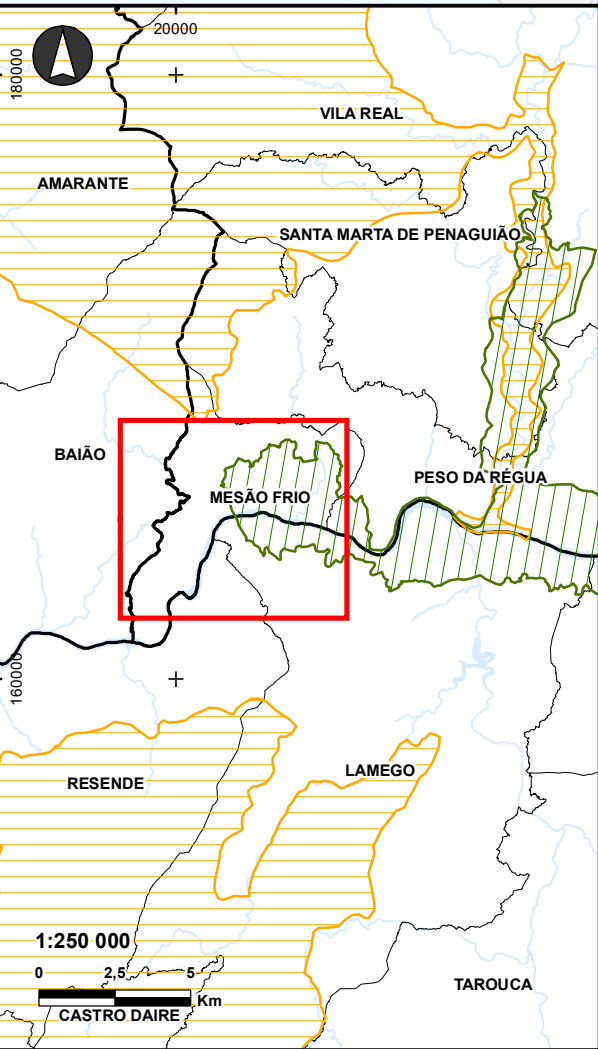 20000
180000
VILA REAL
AMARANTE
SANTA MARTA DE PENAGUIÃO
BAIÃO
PESO DA RÉGUA
MESÃO FRIO
160000
LAMEGO
RESENDE
1:250 000
0 2,5 5
Km
TAROUCA
CASTRO DAIRE